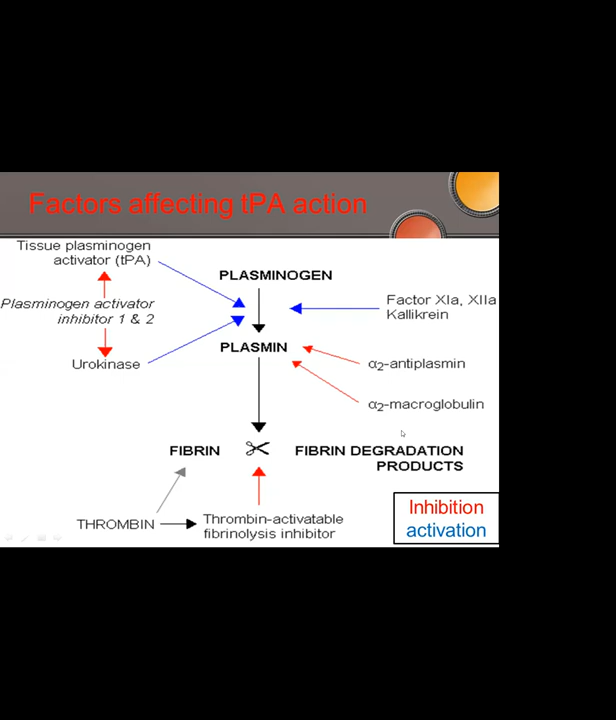 Factors affecting tPA action
Tissue plasminogen
activator (tPA)
PLASMINOGEN
Plasminogen activator
inhibitor 1 & 2
Factor XIa, XIIa
Kallikrein
PLASMIN
Urokinase
α2-antiplasmin
α2-macroglobulin
FIBRIN
FIBRIN DEGRADATION
PRODUCTS
THROMBIN
Thrombin-activatable
fibrinolysis inhibitor
Inhibition
activation